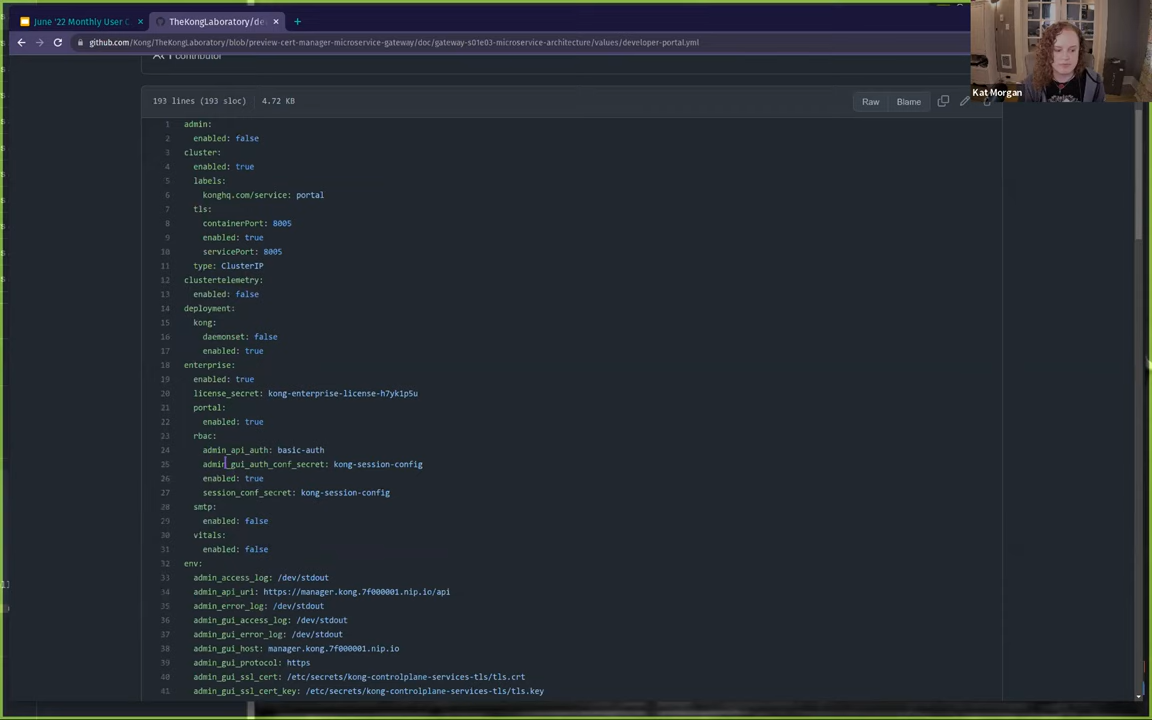 June '22 Monthly User C
TheKongLaboratory/de
github.com/Kong/TheKongLaboratory/blob/preview-cert-manager-microservice-gateway/doc/gateway-s01e03-microservice-architecture/values/developer-portal.yml
contributor
193 lines (193 sloc) 4.72 KB
Raw Blame
Kat Morgan
1 admin:
2 enabled: false
3 cluster:
4 enabled: true
5 labels:
6 konghq.com/service: portal
7 tls:
8 containerPort: 8005
9 enabled: true
10 servicePort: 8005
11 type: ClusterIP
12 clustertelemetry:
13 enabled: false
14 deployment:
15 kong:
16 daemonset: false
17 enabled: true
18 enterprise:
19 enabled: true
20 license_secret: kong-enterprise-license-h7yk1p5u
21 portal:
22 enabled: true
23 rbac:
24 admin_api_auth: basic-auth
25 admin_gui_auth_conf_secret: kong-session-config
26 enabled: true
27 session_conf_secret: kong-session-config
28 smtp:
29 enabled: false
30 vitals:
31 enabled: false
32 env:
33 admin_access_log: /dev/stdout
34 admin_api_uri: https://manager.kong.7f000001.nip.io/api
35 admin_error_log: /dev/stdout
36 admin_gui_access_log: /dev/stdout
37 admin_gui_error_log: /dev/stdout
38 admin_gui_host: manager.kong.7f000001.nip.io
39 admin_gui_protocol: https
40 admin_gui_ssl_cert: /etc/secrets/kong-controlplane-services-tls/tls.crt
41 admin_gui_ssl_cert_key: /etc/secrets/kong-controlplane-services-tls/tls.key